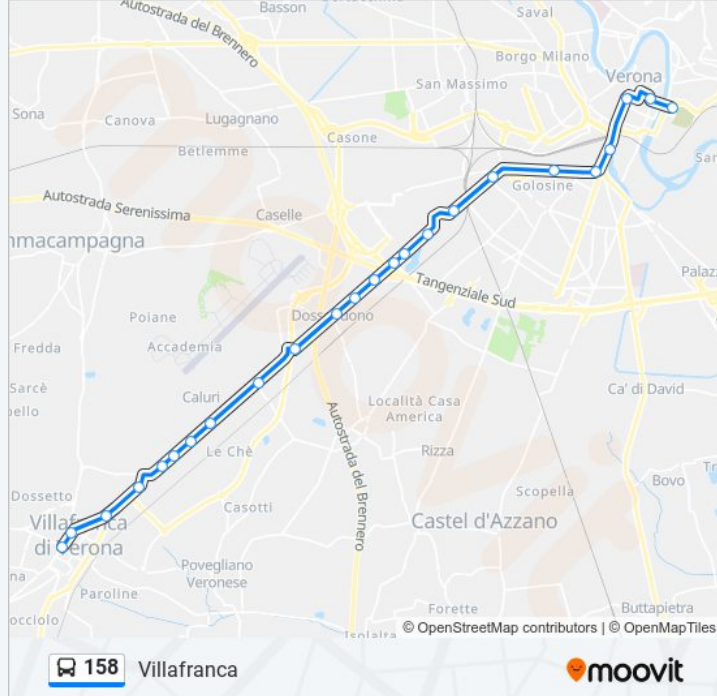 Basson
Saval
Autostrada del Brennero
Borgo Milano
Verona
San Massimo
Sona
Canova
Lugagnano
Casone
Betlemme
Golosine
Autostrada Serenissima
Caselle
mmacampagna
Tangenziale Sud
Palaz
Poiane
Dossobuono
Fredda
Accademia
Sarcè
Ca' di David
Caluri
Località Casa
America
Autostrada del Brennero
Rizza
Le Chè
Bovo
Dossetto
Scopella
Casotti
Villafranca
di Verona
Castel d'Azzano
Povegliano
Veronese
Paroline
Forette
Buttapietra
Isolalta
© OpenStreetMap contributors | © OpenMapTiles
158 Villafranca
moovit